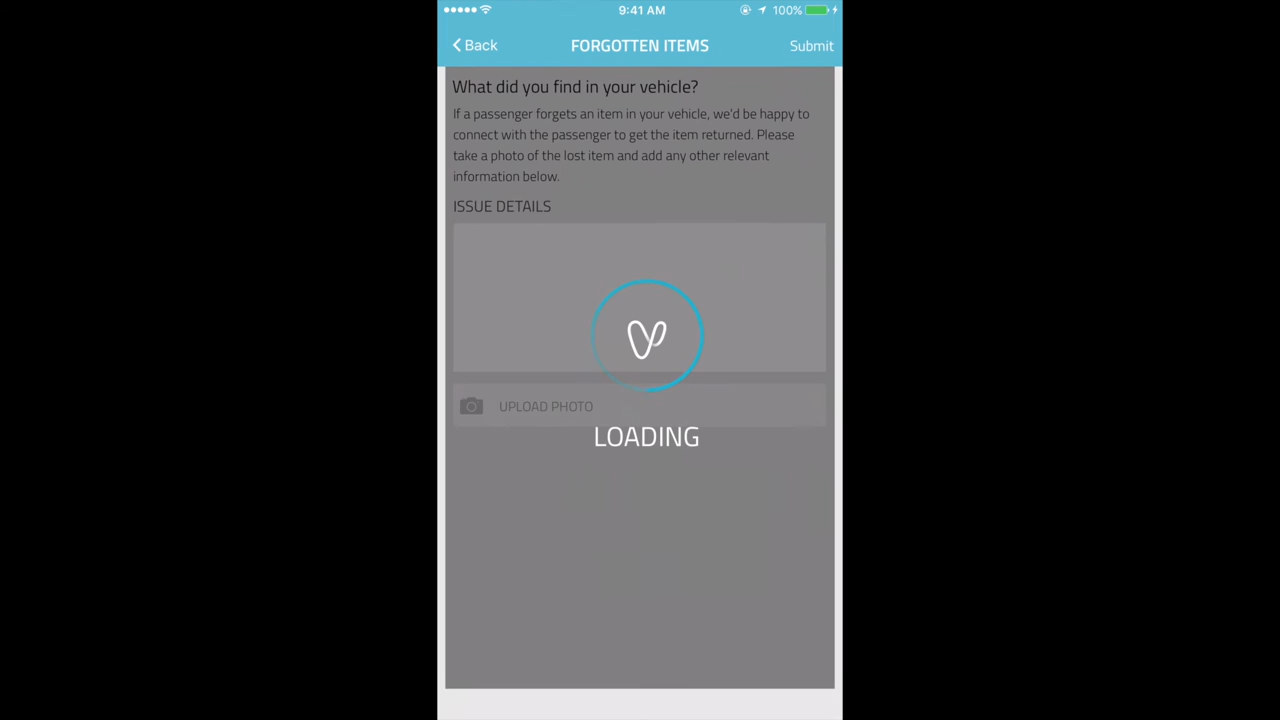 9:41 AM
100%
Back
FORGOTTEN ITEMS
Submit
What did you find in your vehicle?
If a passenger forgets an item in your vehicle, we'd be happy to
connect with the passenger to get the item returned. Please
take a photo of the lost item and add any other relevant
information below.
ISSUE DETAILS
UPLOAD PHOTO
LOADING